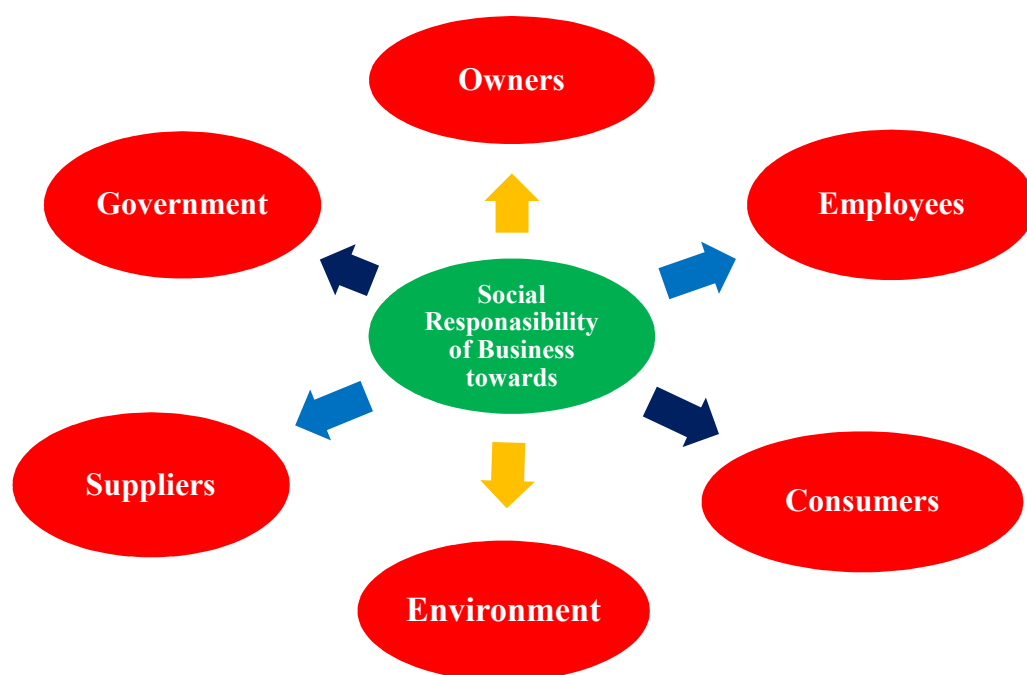 Owners
Government
Employees
Social
Responasibility
of Business
towards
Suppliers
Consumers
Environment